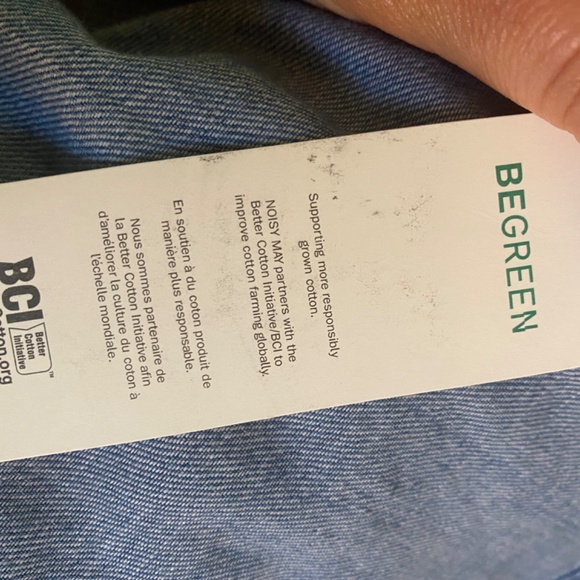 BEGREEN
Supporting more responsibly
grown cotton.
NOISY MAY partners with the
Better Cotton Initiative/BCI to
improve cotton farming globally.
En soutien à du coton produit de
manière plus responsable.
Nous sommes partenaire de
la Better Cotton Initiative afin
d'améliorer la culture du coton à
l'échelle mondiale.
BCI
Better
Cotton
Initiative™